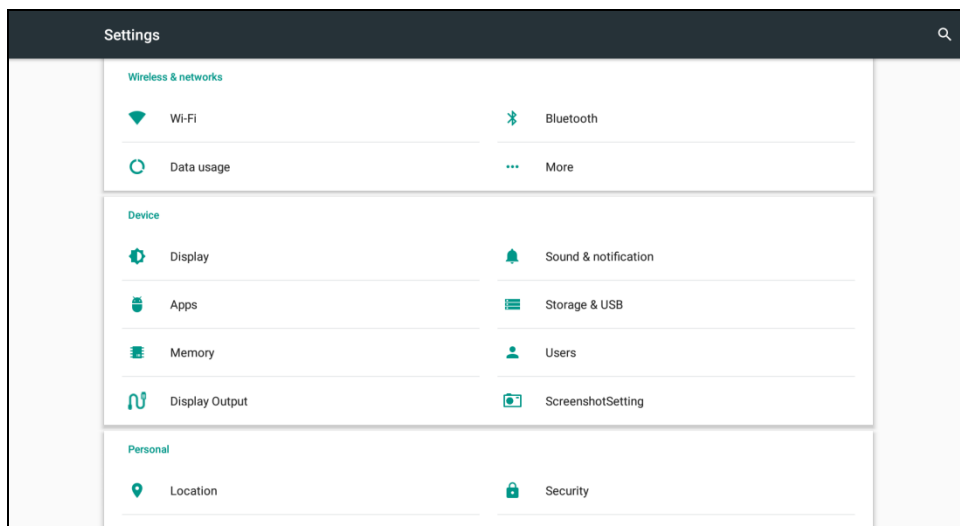 Settings
Wireless & networks
Wi-Fi
Bluetooth
Data usage
More
Device
Display
Sound & notification
Apps
Storage & USB
Memory
Users
Display Output
ScreenshotSetting
Personal
Location
Security